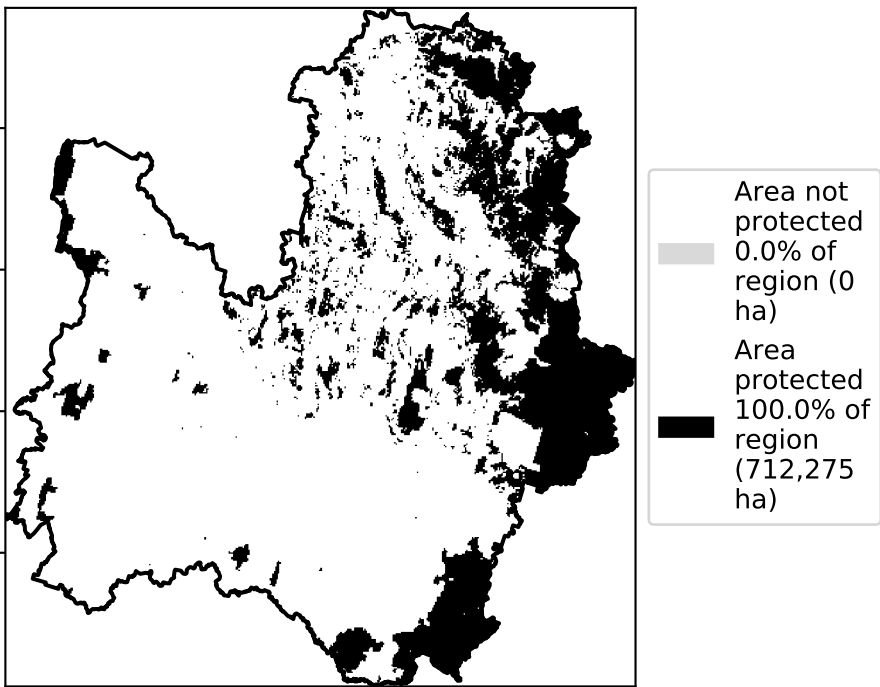 Area not
protected
0.0% of
region (0
ha)
Area
protected
100.0% of
region
(712,275
ha)